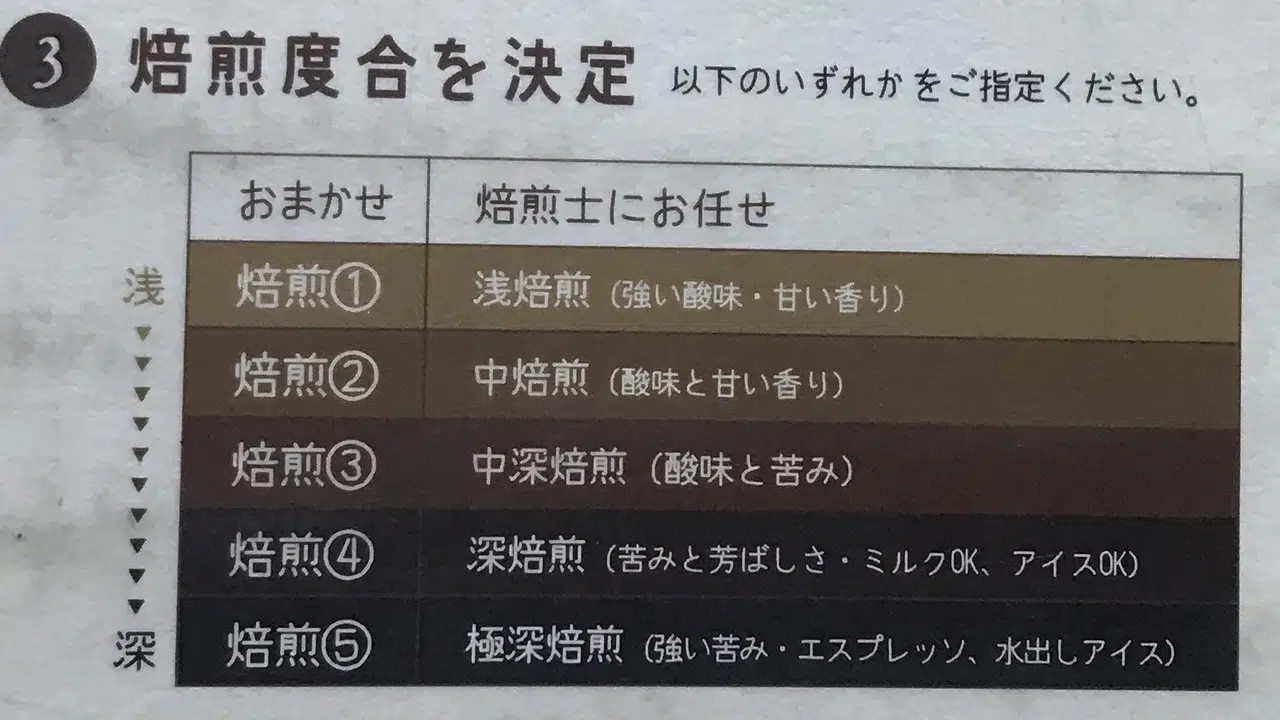 3 焙煎度合を決定 以下のいずれかをご指定ください。
おまかせ 焙煎士にお任せ
浅 焙煎① 浅焙煎（強い酸味・甘い香り）
焙煎② 中焙煎（酸味と甘い香り）
焙煎③ 中深焙煎（酸味と苦み）
焙煎④ 深焙煎（苦みと芳ばしさ・ミルクOK、アイスOK）
深 焙煎⑤ 極深焙煎（強い苦み・エスプレッソ、水出しアイス）